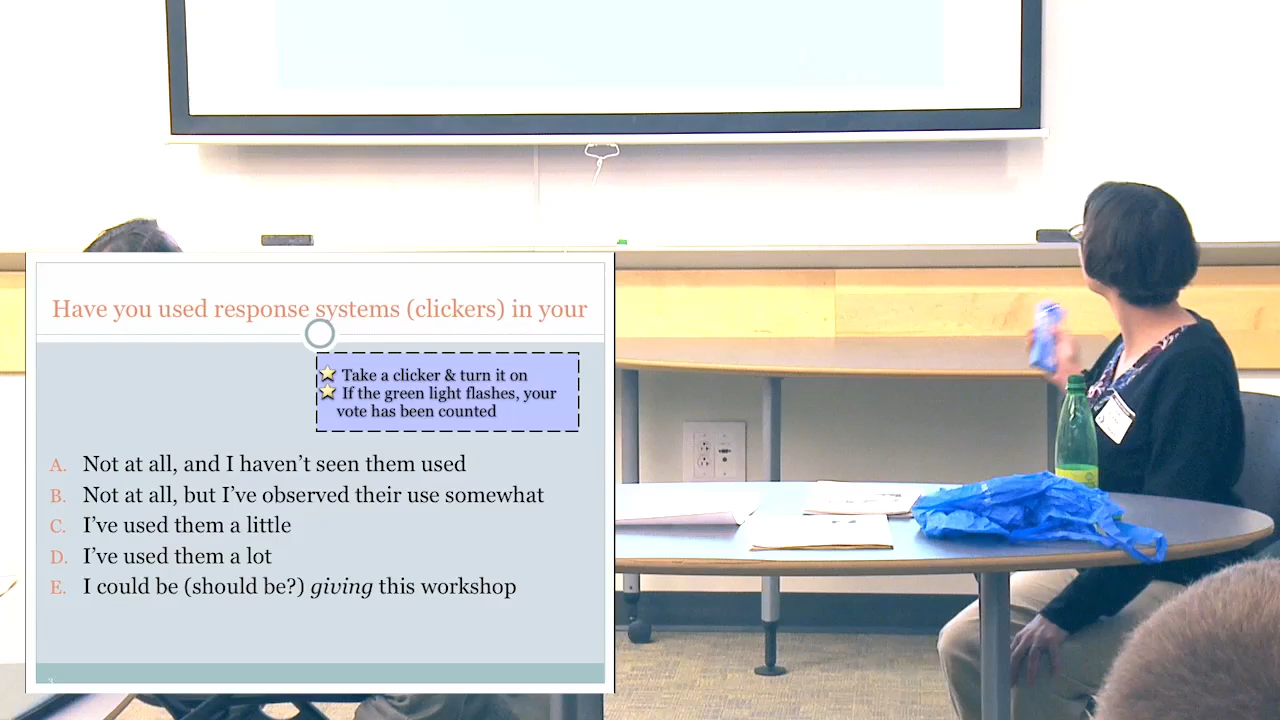 Have you used response systems (clickers) in your
Take a clicker & turn it on
If the green light flashes, your
vote has been counted
A. Not at all, and I haven't seen them used
B. Not at all, but I've observed their use somewhat
C. I've used them a little
D. I've used them a lot
E. I could be (should be?) giving this workshop